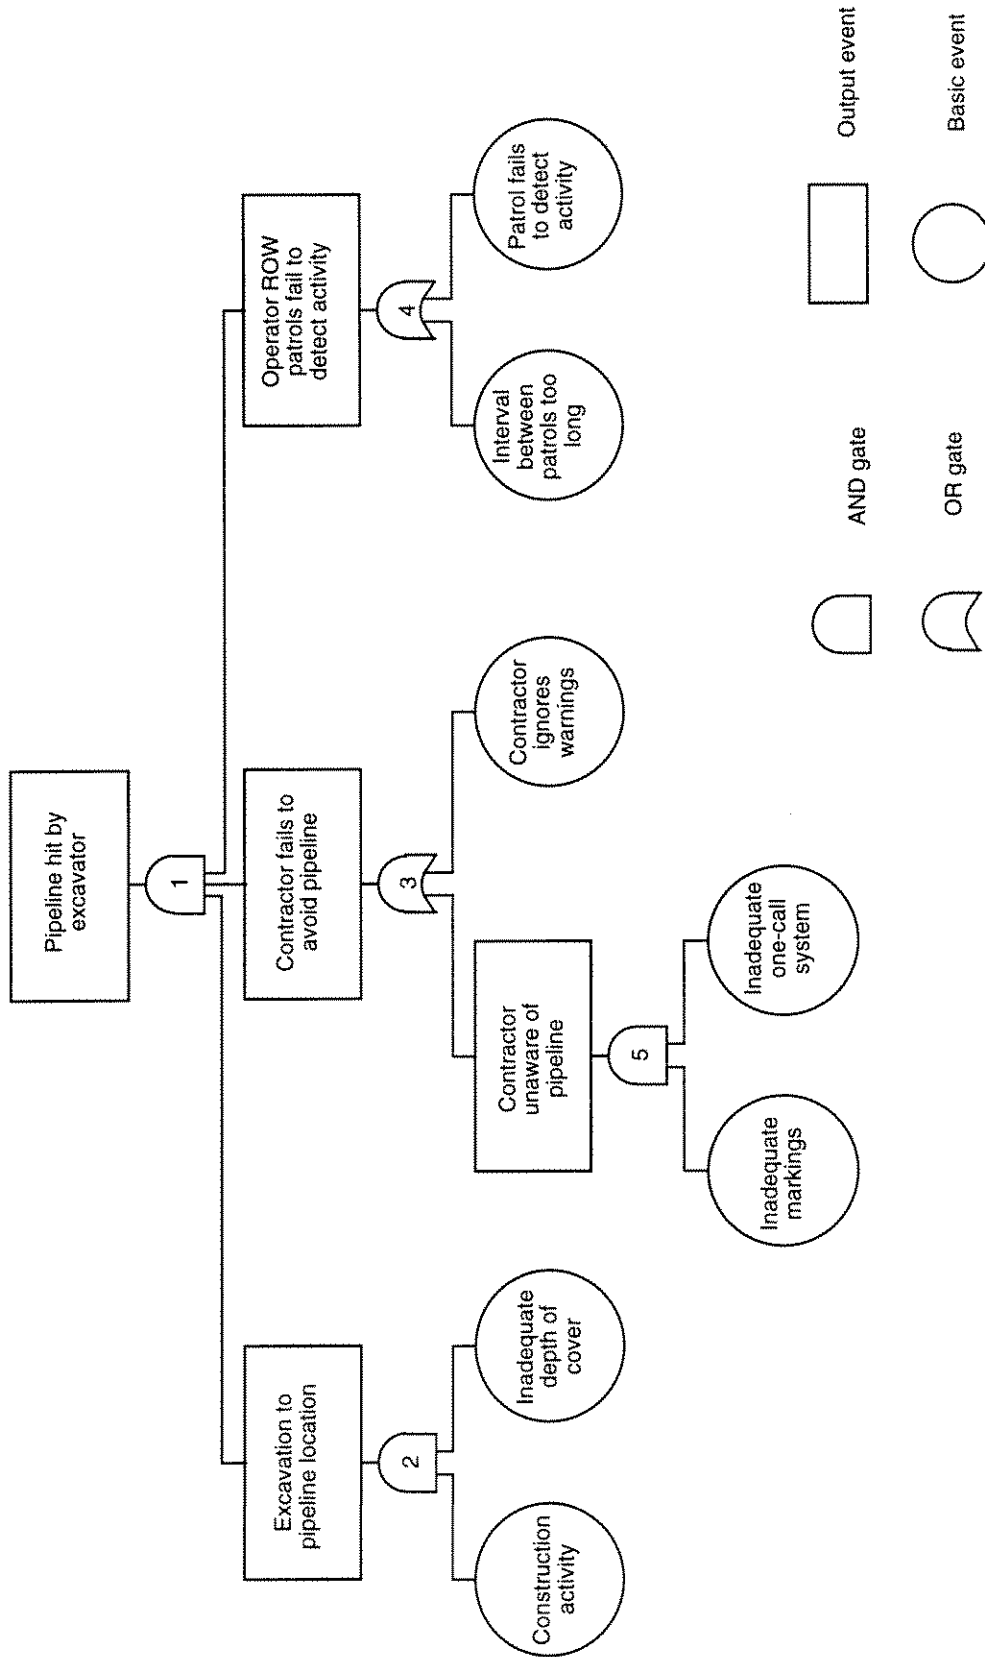 Pipeline hit by
excavator
1
Excavation to
pipeline location
Contractor fails to
avoid pipeline
Operator ROW
patrols fail to
detect activity
2
3
4
Construction
activity
Inadequate
depth of
cover
Contractor
unaware of
pipeline
Contractor
ignores
warnings
Interval
between
patrols too
long
Patrol fails
to detect
activity
5
Inadequate
markings
Inadequate
one-call
system
AND gate
Output event
OR gate
Basic event